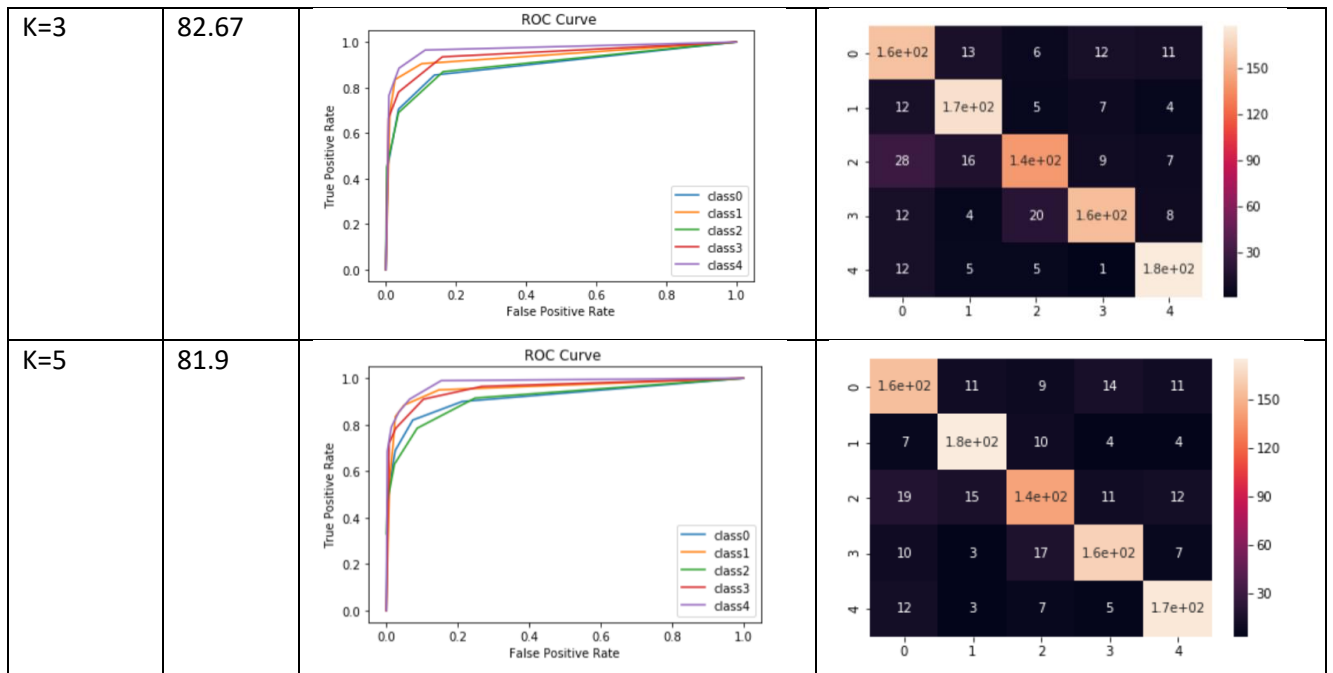 K=3
82.67
ROC Curve
True Positive Rate
1.0
0.8
0.6
0.4
0.2
0.0
class0
class1
class2
class3
class4
0.0 0.2 0.4 0.6 0.8 1.0
False Positive Rate
0 1.6e+02 13 6 12 11
1 12 1.7e+02 5 7 4
2 28 16 1.4e+02 9 7
3 12 4 20 1.6e+02 8
4 12 5 5 1 1.8e+02
0 1 2 3 4
150
120
90
60
30
K=5
81.9
ROC Curve
True Positive Rate
1.0
0.8
0.6
0.4
0.2
0.0
class0
class1
class2
class3
class4
0.0 0.2 0.4 0.6 0.8 1.0
False Positive Rate
0 1.6e+02 11 9 14 11
1 7 1.8e+02 10 4 4
2 19 15 1.4e+02 11 12
3 10 3 17 1.6e+02 7
4 12 3 7 5 1.7e+02
0 1 2 3 4
150
120
90
60
30